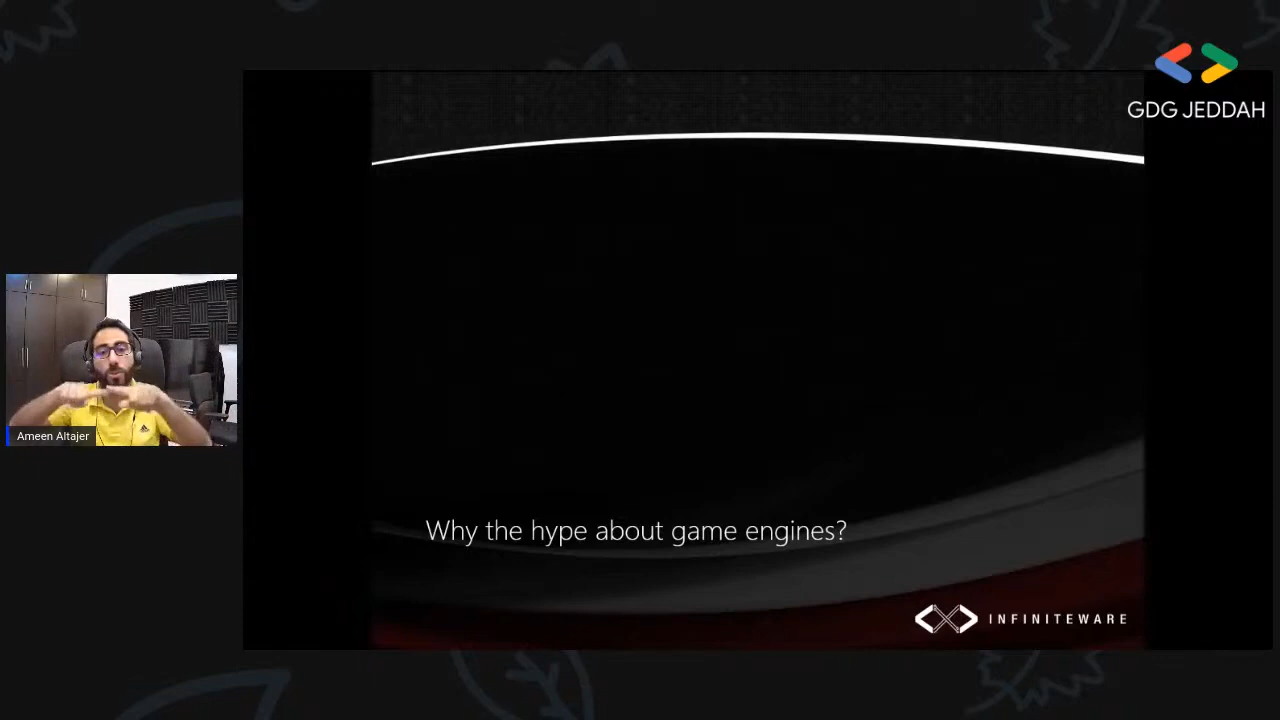 GDG JEDDAH
Ameen Altajer
Why the hype about game engines?
INFINITEWARE